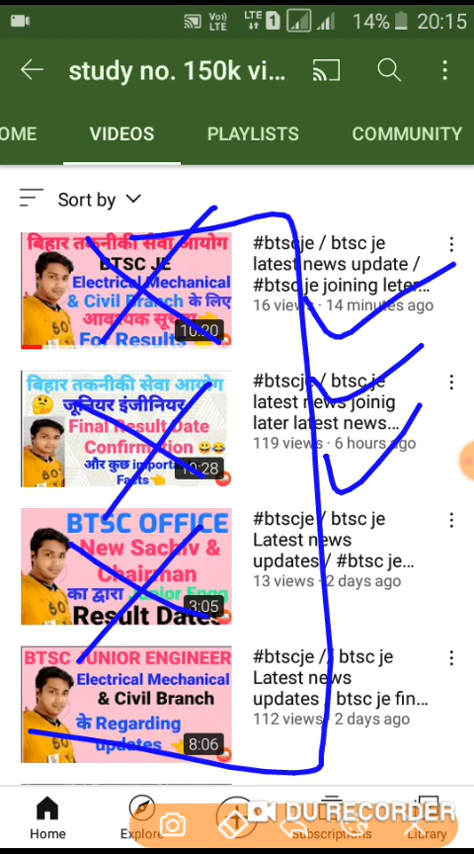 Vo) LTE LTE 1 14% 20:15
study no. 150k vi...
OME VIDEOS PLAYLISTS COMMUNITY
Sort by
बिहार तकनीकी सेवा आयोग
BTSC JE
Electrical Mechanical
& Civil Branch के लिए
आवश्यक सूचना
For Results
10:20
#btscje / btsc je
latest news update /
#btscje joining leter...
16 views · 14 minutes ago
बिहार तकनीकी सेवा आयोग
जूनियर इंजीनियर
Final Result Date
Confirmation
और कुछ important
Facts
10:28
#btscje / btsc je
latest news joinig
later latest news...
119 views · 6 hours ago
BTSC OFFICE
New Sachiv &
Chairman
का द्वारा Junior Engg
Result Dates
3:05
#btscje / btsc je
Latest news
updates / #btsc je...
13 views · 2 days ago
BTSC JUNIOR ENGINEER
Electrical Mechanical
& Civil Branch
के Regarding
updates
8:06
#btscje / / btsc je
Latest news
updates / btsc je fin...
112 views · 2 days ago
DU RECORDER
Home Explore Subscriptions Library